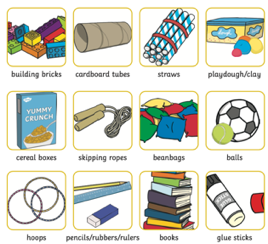 building bricks
cardboard tubes
straws
playdough/clay
YUMMY
CRUNCH
cereal boxes
skipping ropes
beanbags
balls
hoops
pencils/rubbers/rulers
books
glue sticks